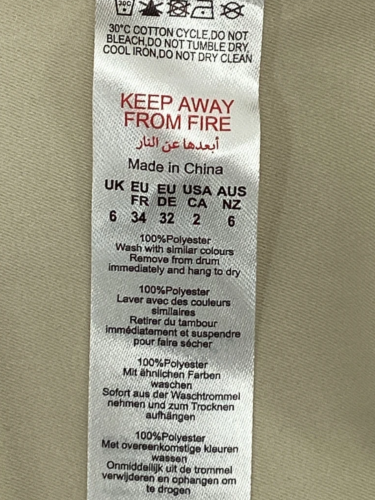 30°C
30°C COTTON CYCLE,DO NOT
BLEACH,DO NOT TUMBLE DRY,
COOL IRON,DO NOT DRY CLEAN
KEEP AWAY
FROM FIRE
أبعدها عن النار
Made in China
UK EU EU USA AUS
FR DE CA NZ
6 34 32 2 6
100%Polyester
Wash with similar colours
Remove from drum
immediately and hang to dry
100%Polyester
Laver avec des couleurs
similaires
Retirer du tambour
immédiatement et suspendre
pour faire sécher
100%Polyester
Mit ähnlichen Farben
waschen
Sofort aus der Waschtrommel
nehmen und zum Trocknen
aufhängen
100%Polyester
Met overeenkomstige kleuren
wassen
Onmiddellijk uit de trommel
verwijderen en ophangen om
te drogen